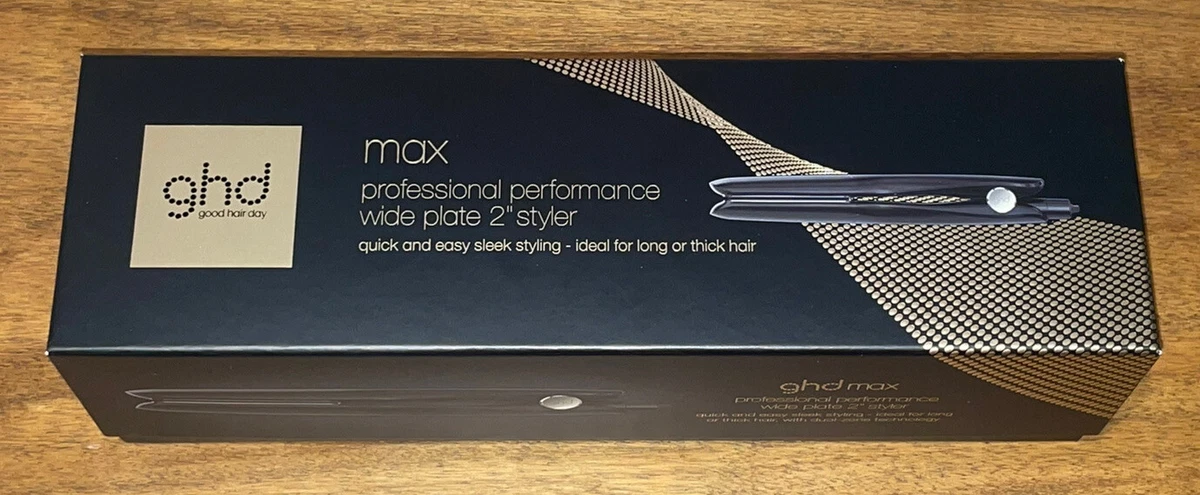 ghd
good hair day
max
professional performance
wide plate 2" styler
quick and easy sleek styling - ideal for long or thick hair
ghd max
professional performance
wide plate 2" styler
quick and easy sleek styling - ideal for long
or thick hair, with dual-zone technology